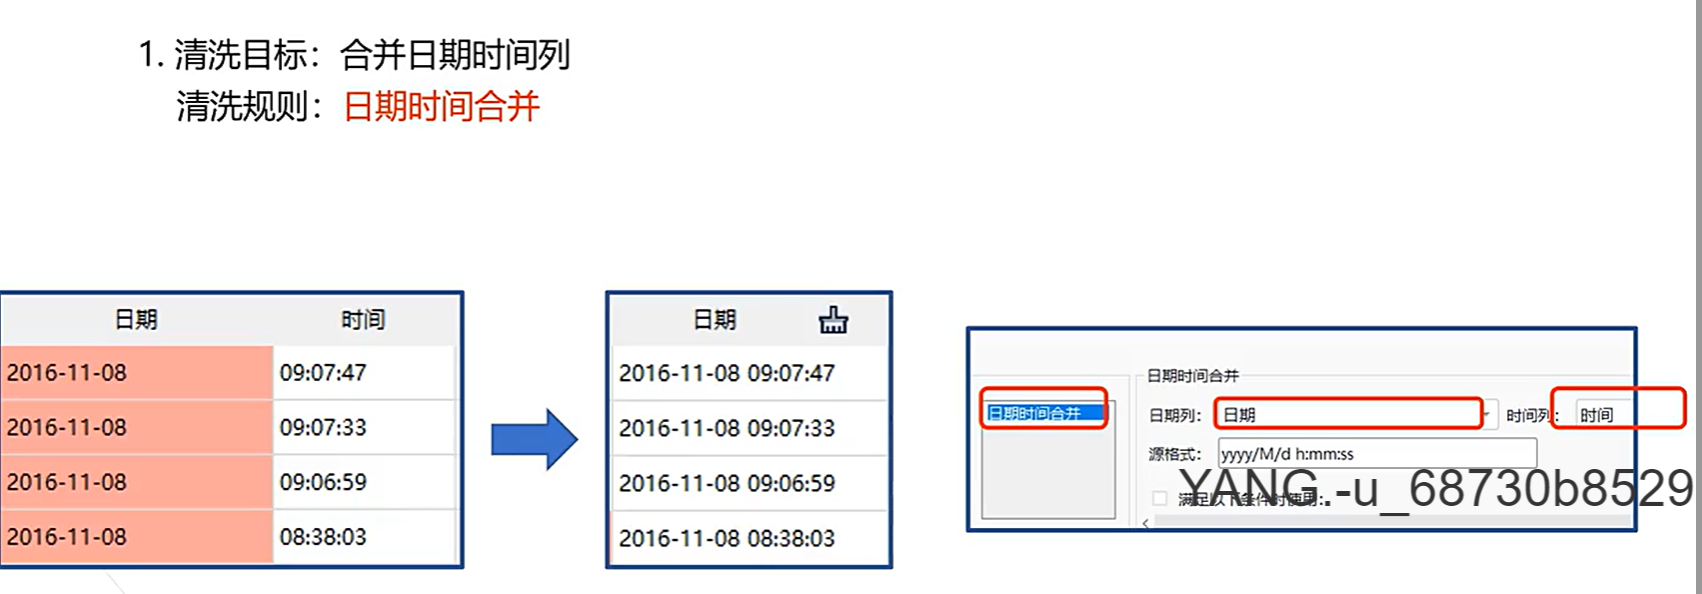 1. 清洗目标：合并日期时间列
清洗规则：日期时间合并
日期 时间
2016-11-08 09:07:47
2016-11-08 09:07:33
2016-11-08 09:06:59
2016-11-08 08:38:03
日期
2016-11-08 09:07:47
2016-11-08 09:07:33
2016-11-08 09:06:59
2016-11-08 08:38:03
日期时间合并
日期时间合并
日期列： 日期 时间列： 时间
源格式： yyyy/M/d h:mm:ss
满足以下条件时使用：
YANG.-u_68730b8529